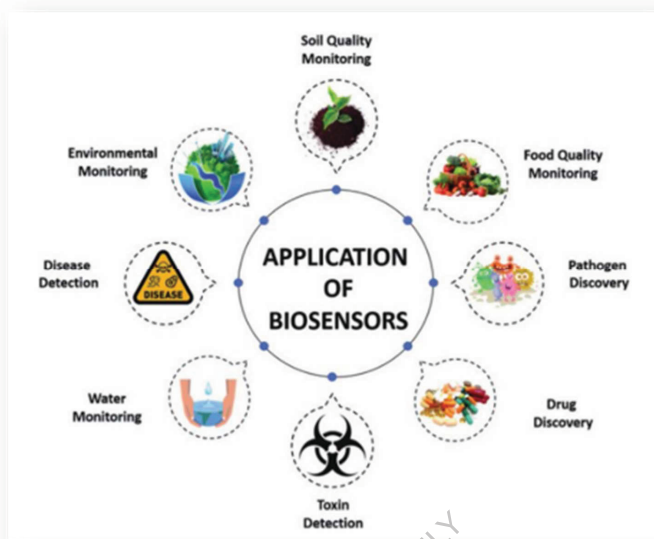 Soil Quality
Monitoring
Environmental
Monitoring
Food Quality
Monitoring
APPLICATION
OF
BIOSENSORS
Disease
Detection
DISEASE
Pathogen
Discovery
Water
Monitoring
Drug
Discovery
Toxin
Detection